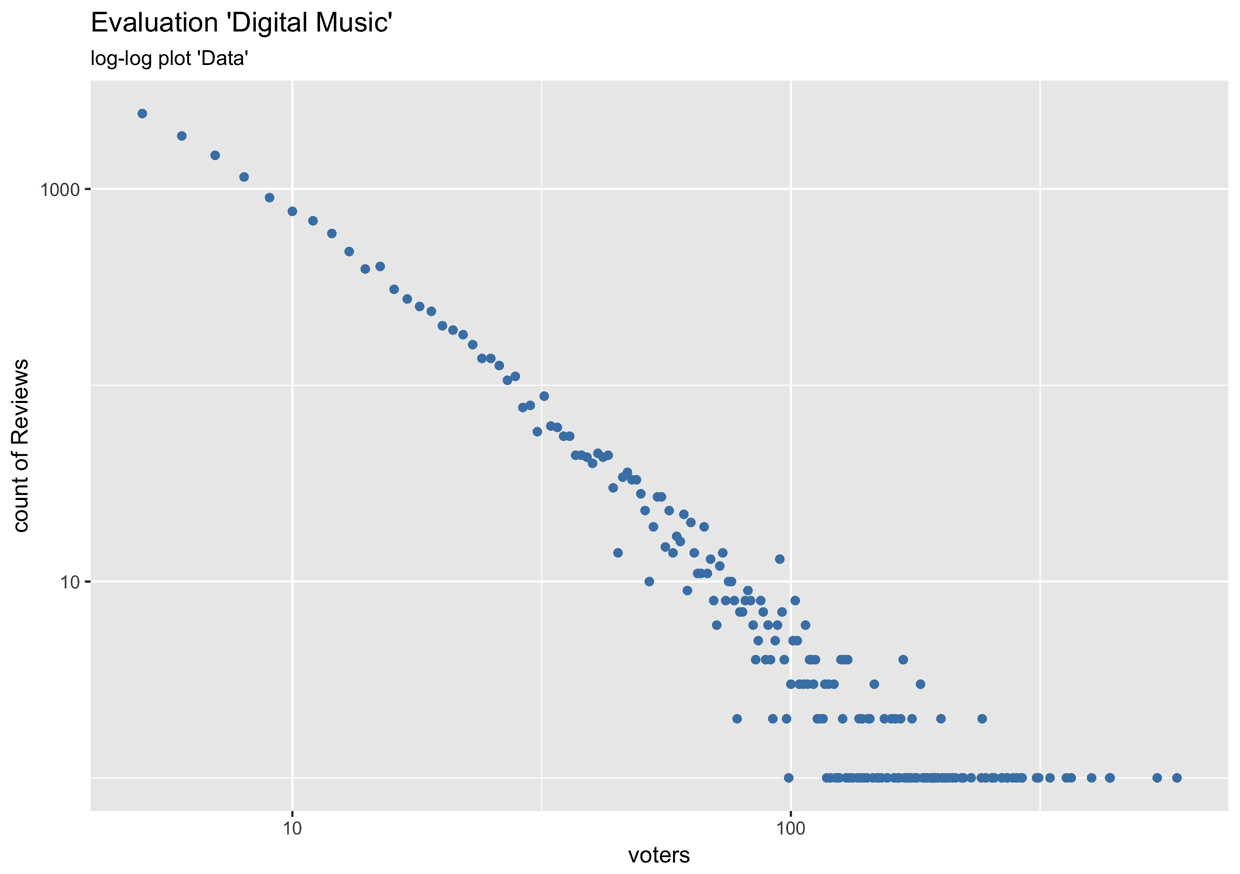 Evaluation 'Digital Music'
log-log plot 'Data'
count of Reviews
1000
10
10
100
voters